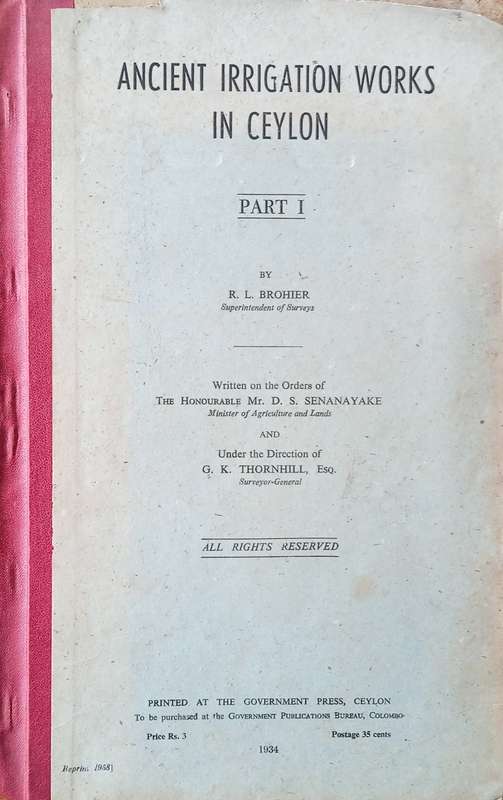 ANCIENT IRRIGATION WORKS
IN CEYLON
PART I
BY
R. L. BROHIER
Superintendent of Surveys
Written on the Orders of
THE HONOURABLE Mr. D. S. SENANAYAKE
Minister of Agriculture and Lands
AND
Under the Direction of
G. K. THORNHILL, ESQ.
Surveyor-General
ALL RIGHTS RESERVED
PRINTED AT THE GOVERNMENT PRESS, CEYLON
To be purchased at the GOVERNMENT PUBLICATIONS BUREAU, COLOMBO
Price Rs. 3 Postage 35 cents
1934
Reprint 1968]